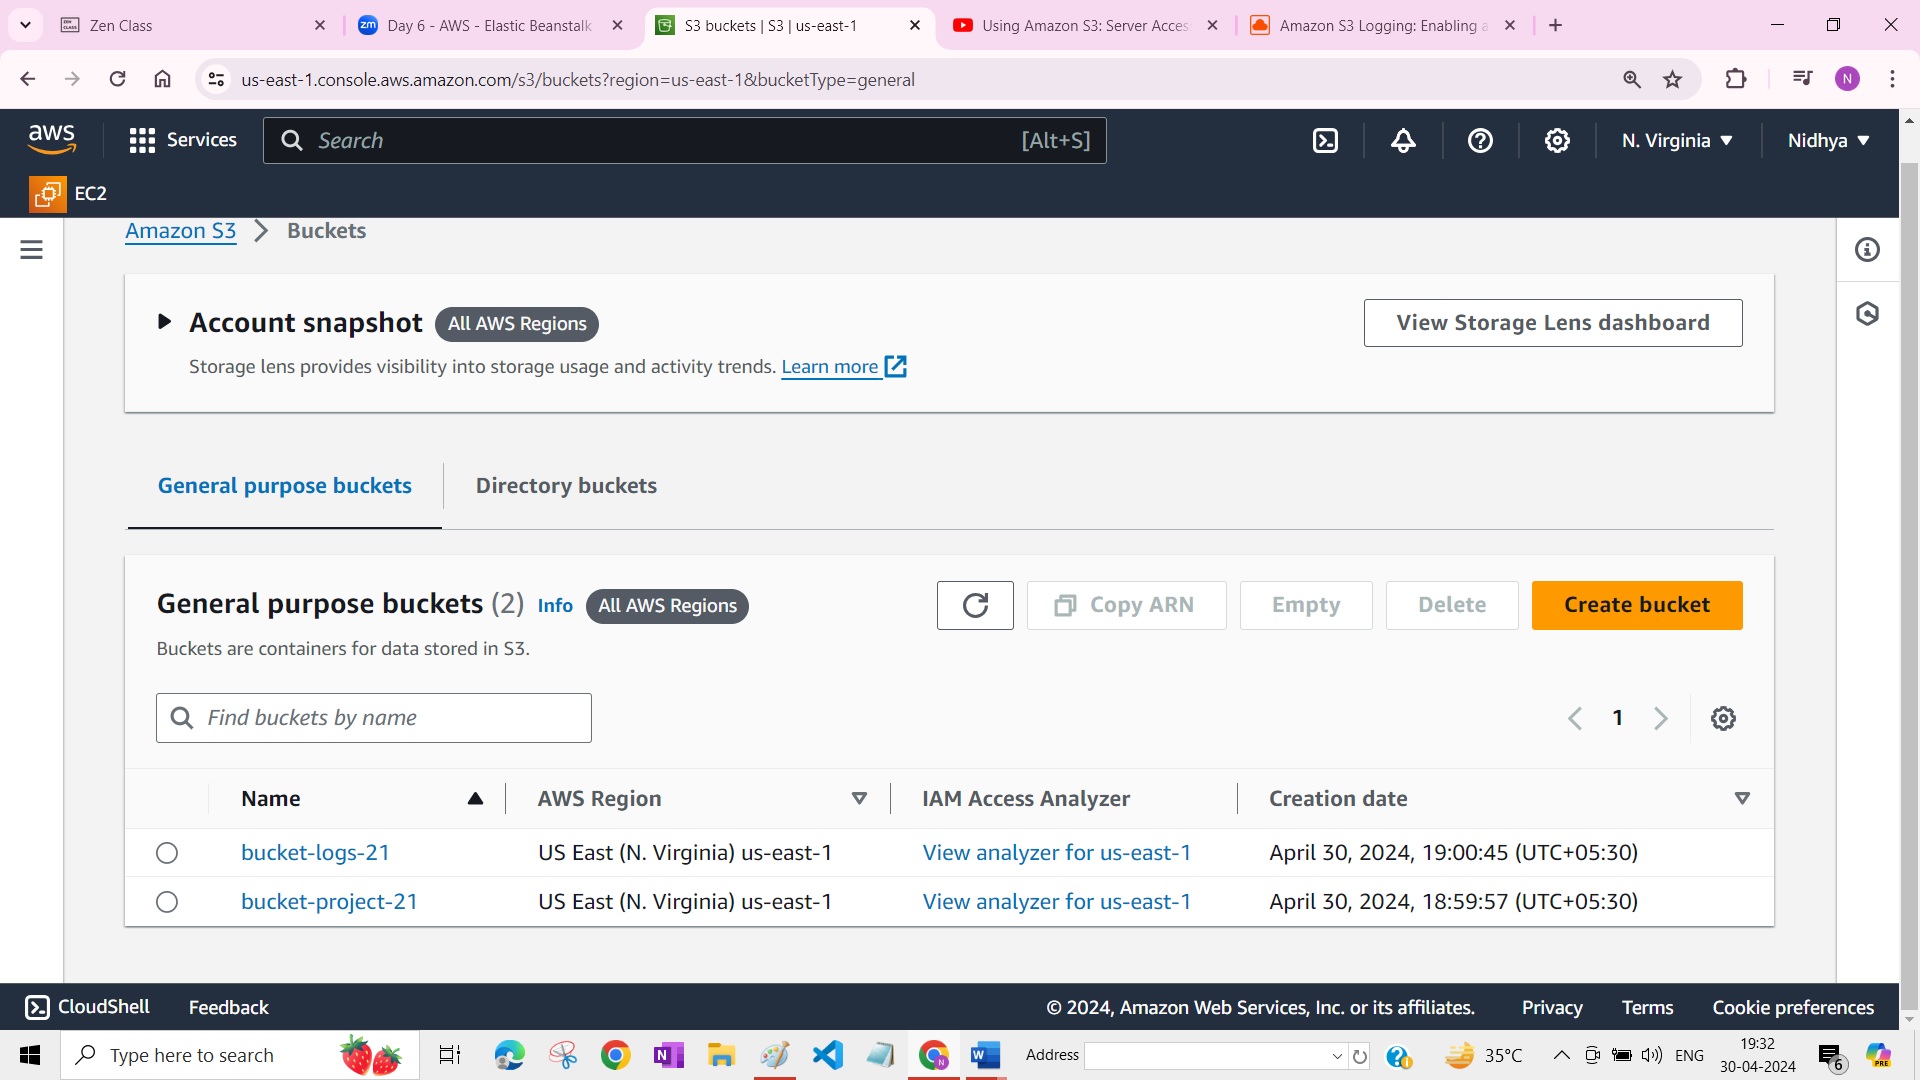 Zen Class
zm Day 6 - AWS - Elastic Beanstalk
S3 buckets | S3 | us-east-1
Using Amazon S3: Server Acces
Amazon S3 Logging: Enabling a
us-east-1.console.aws.amazon.com/s3/buckets?region=us-east-1&bucketType=general
N
aws
Services
Search
[Alt+S]
N. Virginia
Nidhya
EC2
Amazon S3 > Buckets
Account snapshot
All AWS Regions
View Storage Lens dashboard
Storage lens provides visibility into storage usage and activity trends. Learn more
General purpose buckets
Directory buckets
General purpose buckets (2) Info All AWS Regions
Copy ARN
Empty
Delete
Create bucket
Buckets are containers for data stored in S3.
Find buckets by name
1
Name AWS Region IAM Access Analyzer Creation date
bucket-logs-21 US East (N. Virginia) us-east-1 View analyzer for us-east-1 April 30, 2024, 19:00:45 (UTC+05:30)
bucket-project-21 US East (N. Virginia) us-east-1 View analyzer for us-east-1 April 30, 2024, 18:59:57 (UTC+05:30)
CloudShell Feedback © 2024, Amazon Web Services, Inc. or its affiliates. Privacy Terms Cookie preferences
Type here to search
Address
35°C
ENG
19:32
30-04-2024
6